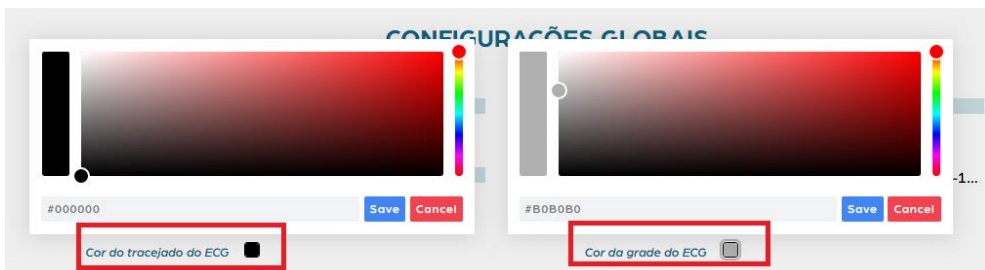 CONFIGURAÇÕES GLOBAIS
-1...
#000000 Save Cancel
#B0B0B0 Save Cancel
Cor do tracejado do ECG
Cor da grade do ECG